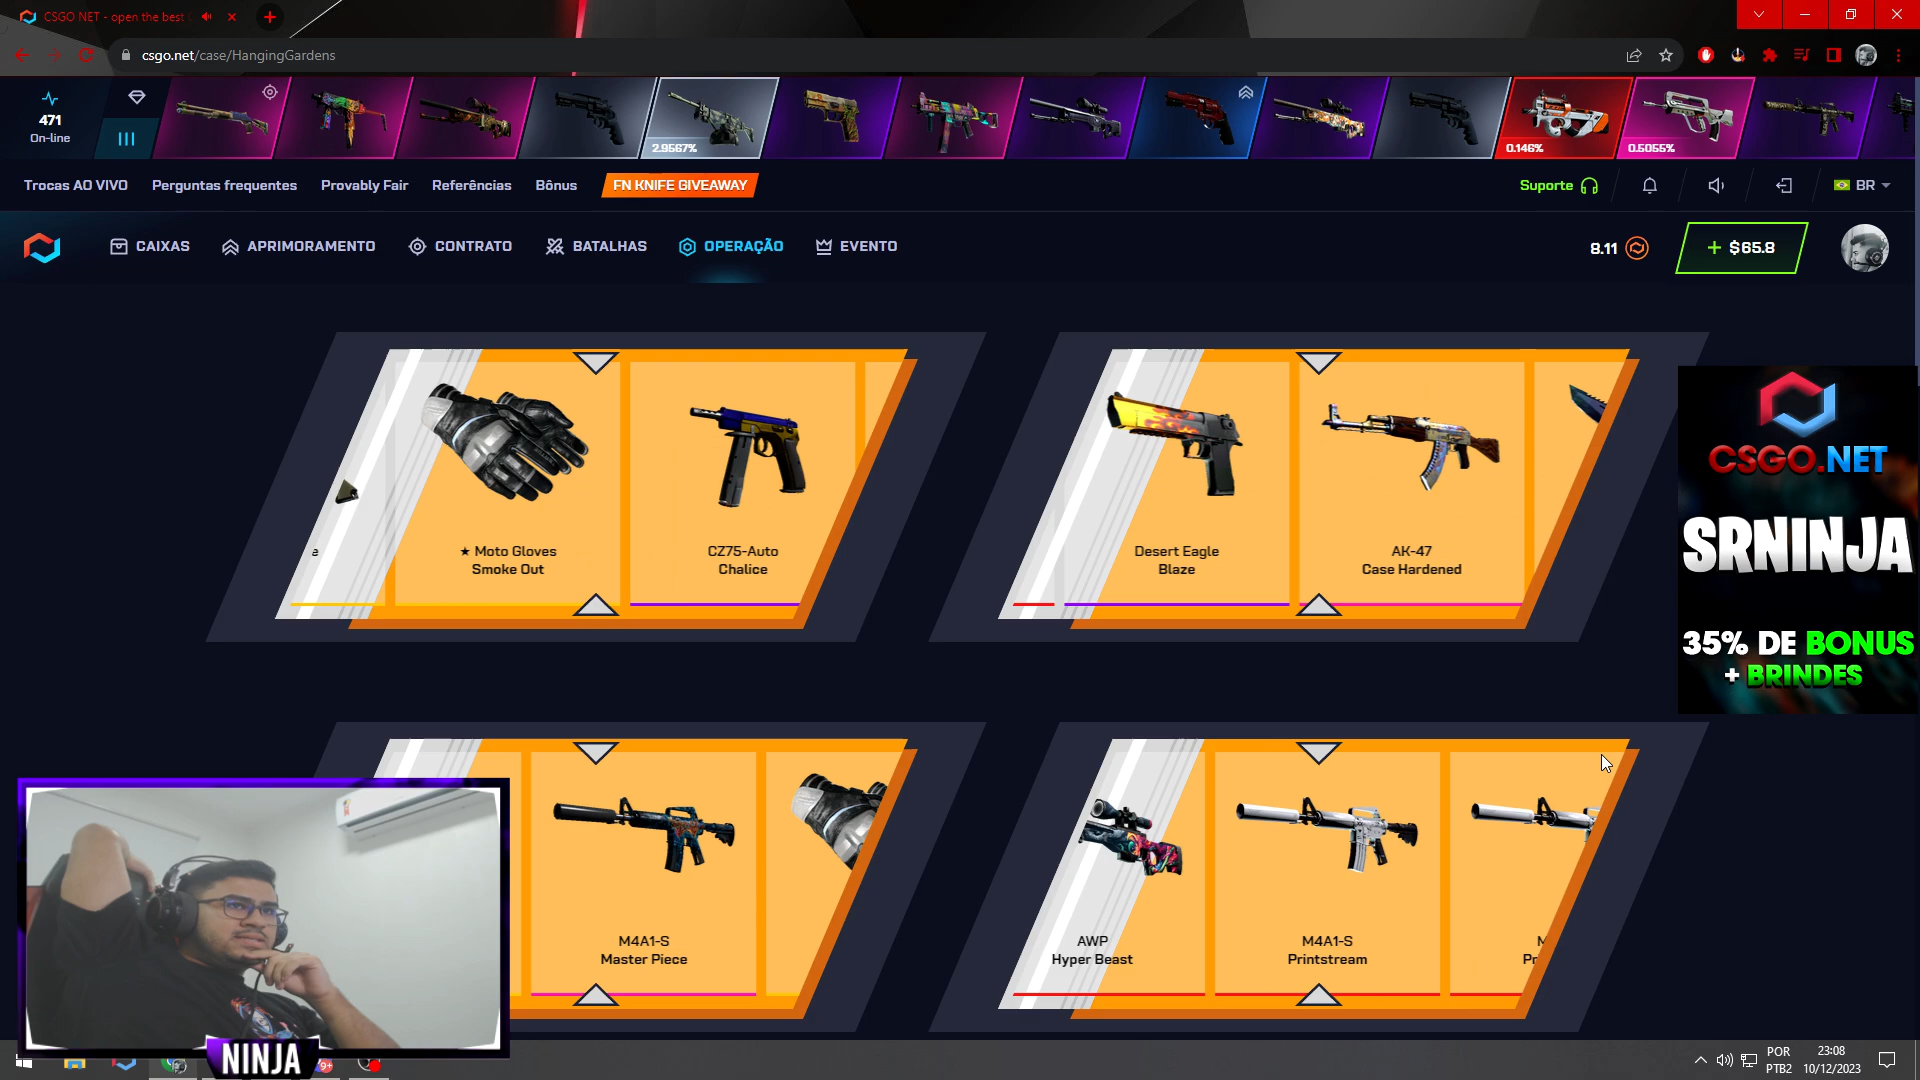 CSGO NET - open the best
csgo.net/case/HangingGardens
471
On-line
2.9567%
0.146%
0.5055%
Trocas AO VIVO
Perguntas frequentes
Provably Fair
Referências
Bônus
FN KNIFE GIVEAWAY
Suporte
BR
CAIXAS
APRIMORAMENTO
CONTRATO
BATALHAS
OPERAÇÃO
EVENTO
8.11
+ $65.8
e
★ Moto Gloves
Smoke Out
CZ75-Auto
Chalice
Desert Eagle
Blaze
AK-47
Case Hardened
CSGO.NET
SRNINJA
35% DE BONUS
+ BRINDES
M4A1-S
Master Piece
AWP
Hyper Beast
M4A1-S
Printstream
M
Pr
NINJA
9+
POR
PTB2
23:08
10/12/2023